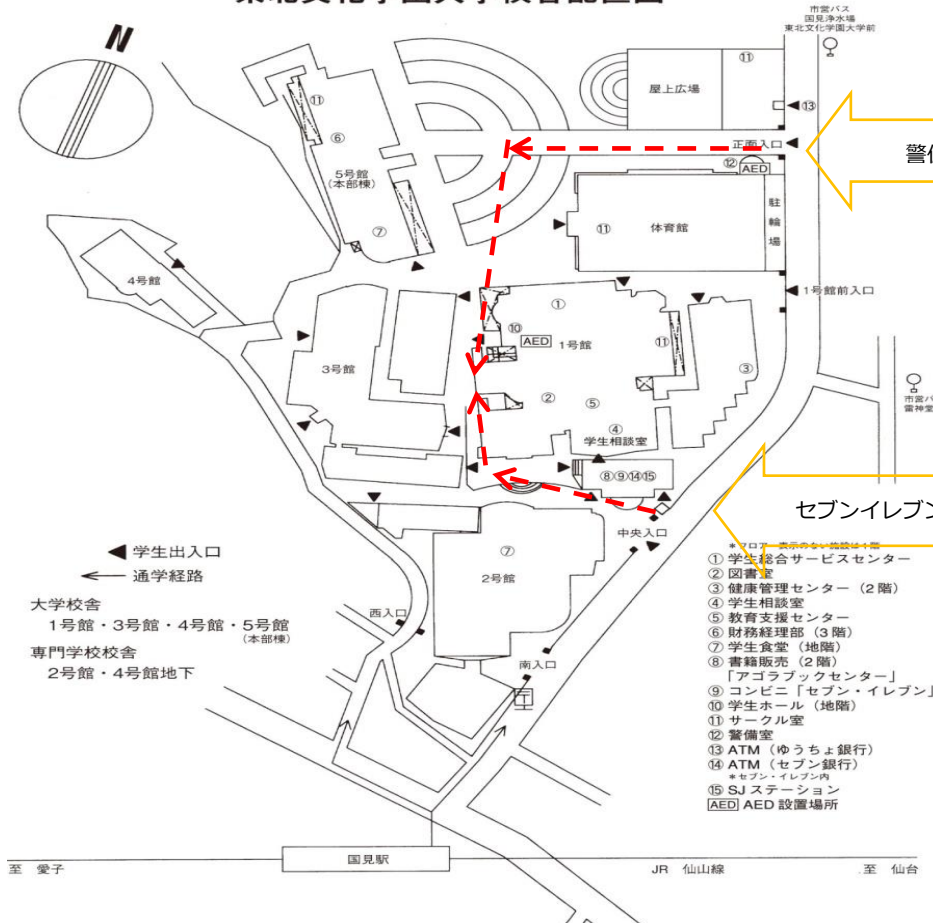 N
市営バス
国見浄水場
東北文化学園大学前
⑪
屋上広場
⑬
正面入口
⑫
AED
警
⑪
⑥
5号館
(本部棟)
⑦
⑪
体育館
駐輪場
1号館前入口
4号館
3号館
①
⑩
AED
1号館
⑪
③
②
⑤
④
学生相談室
⑧⑨⑭⑮
市営バ
雷神堂
セブンイレブン
中央入口
⑦
2号館
西入口
南入口
◀ 学生出入口
← 通学経路
大学校舎
1号館・3号館・4号館・5号館
(本部棟)
専門学校校舎
2号館・4号館地下
① 学生総合サービスセンター
② 図書室
③ 健康管理センター (2階)
④ 学生相談室
⑤ 教育支援センター
⑥ 財務経理部 (3階)
⑦ 学生食堂 (地階)
⑧ 書籍販売 (2階)
「アゴラブックセンター」
⑨ コンビニ「セブン・イレブン」
⑩ 学生ホール (地階)
⑪ サークル室
⑫ 警備室
⑬ ATM (ゆうちょ銀行)
⑭ ATM (セブン銀行)
*セブン・イレブン内
⑮ SJ ステーション
AED AED 設置場所
国見駅
至 愛子
JR 仙山線
至 仙台